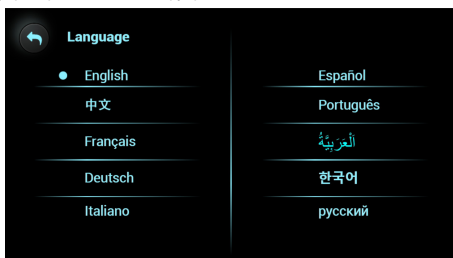 Language
English
中文
Français
Deutsch
Italiano
Español
Português
اَلْعَرَبِيَّةُ
한국어
русский